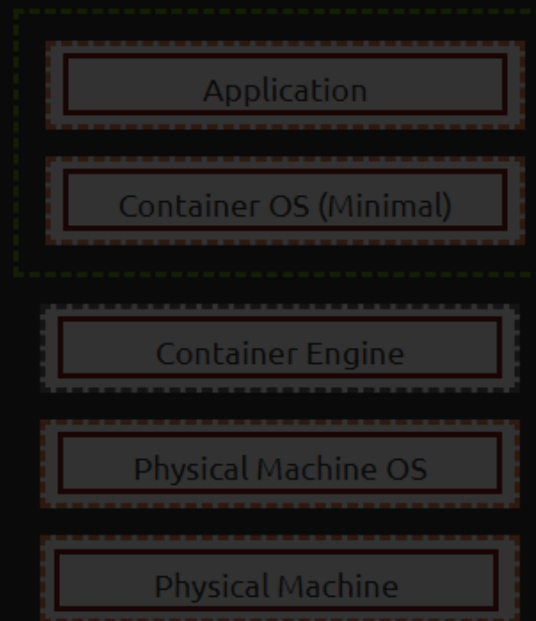 Application
Container OS (Minimal)
Container Engine
Physical Machine OS
Physical Machine